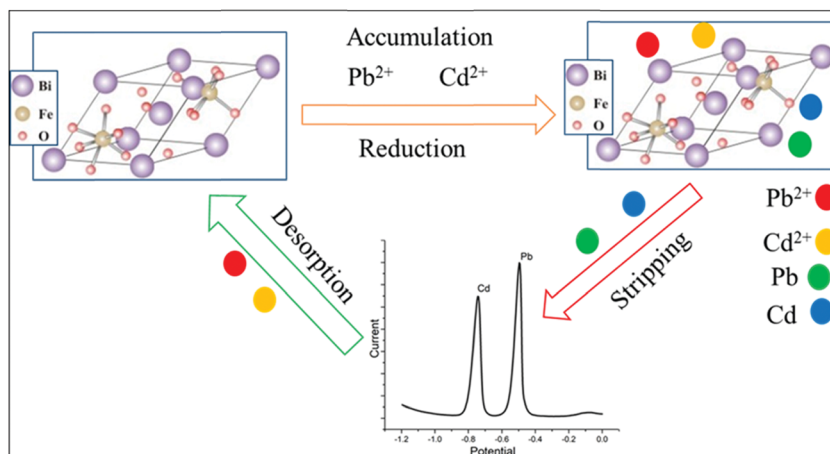 Accumulation
Pb²⁺ Cd²⁺
Reduction
Bi
Fe
O
Bi
Fe
O
Pb²⁺
Cd²⁺
Pb
Cd
Stripping
Desorption
Cd
Pb
Current
-1.2 -1.0 -0.8 -0.6 -0.4 -0.2 0.0
Potential